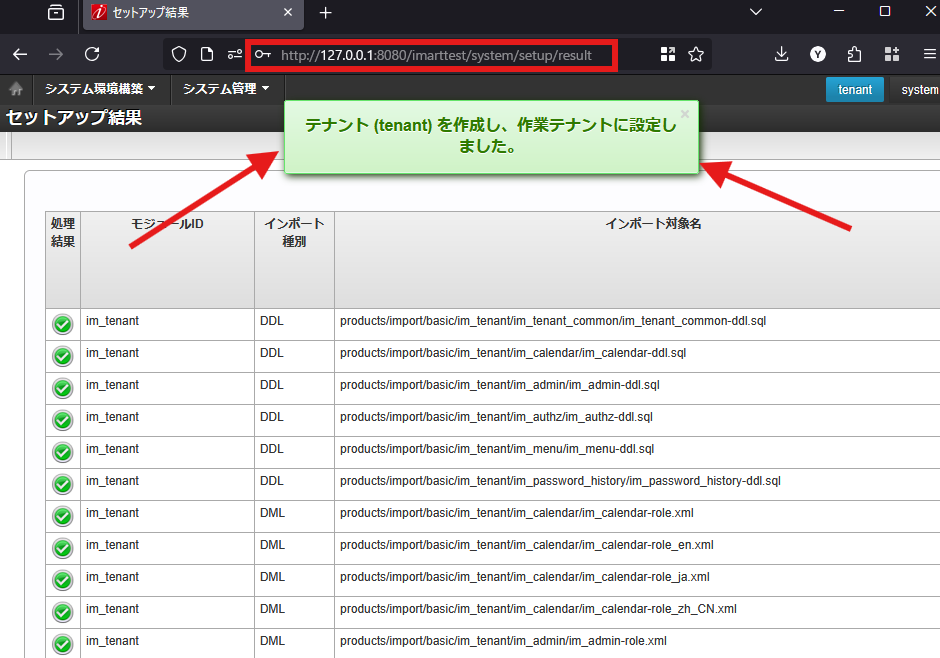 セットアップ結果
http://127.0.0.1:8080/imarttest/system/setup/result
Y
システム環境構築 システム管理 tenant system
セットアップ結果
テナント (tenant) を作成し、作業テナントに設定し
ました。
処理結果 モジュールID インポート種別 インポート対象名
im_tenant DDL products/import/basic/im_tenant/im_tenant_common/im_tenant_common-ddl.sql
im_tenant DDL products/import/basic/im_tenant/im_calendar/im_calendar-ddl.sql
im_tenant DDL products/import/basic/im_tenant/im_admin/im_admin-ddl.sql
im_tenant DDL products/import/basic/im_tenant/im_authz/im_authz-ddl.sql
im_tenant DDL products/import/basic/im_tenant/im_menu/im_menu-ddl.sql
im_tenant DDL products/import/basic/im_tenant/im_password_history/im_password_history-ddl.sql
im_tenant DML products/import/basic/im_tenant/im_calendar/im_calendar-role.xml
im_tenant DML products/import/basic/im_tenant/im_calendar/im_calendar-role_en.xml
im_tenant DML products/import/basic/im_tenant/im_calendar/im_calendar-role_ja.xml
im_tenant DML products/import/basic/im_tenant/im_calendar/im_calendar-role_zh_CN.xml
im_tenant DML products/import/basic/im_tenant/im_admin/im_admin-role.xml